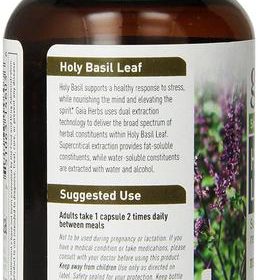 Holy Basil Leaf
Holy Basil supports a healthy response to stress,
while nourishing the mind and elevating the
spirit.* Gaia Herbs uses dual extraction
technology to deliver the broad spectrum of
herbal constituents within Holy Basil Leaf.
Supercritical extraction provides fat-soluble
constituents, while water-soluble constituents
are extracted with water and alcohol.
Suggested Use
Adults take 1 capsule 2 times daily
between meals
Not to be used during pregnancy or lactation. If you
have a medical condition or take medications, please
consult with your doctor before using this product.
Keep away from children Use only as directed on
label. Safety sealed for your protection. Keep bottle